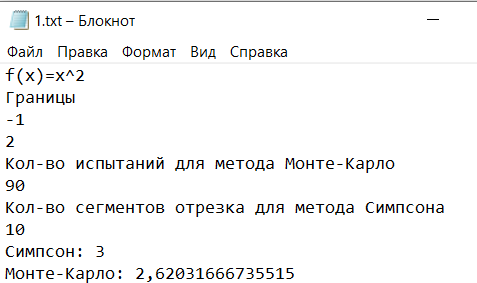 1.txt – Блокнот
Файл Правка Формат Вид Справка
f(x)=x^2
Границы
-1
2
Кол-во испытаний для метода Монте-Карло
90
Кол-во сегментов отрезка для метода Симпсона
10
Симпсон: 3
Монте-Карло: 2,62031666735515